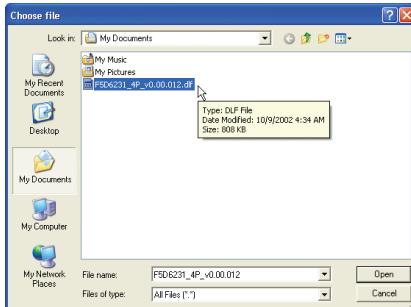 Choose file
Look in:
My Documents
My Recent
Documents
Desktop
My Documents
My Computer
My Network
Places
My Music
My Pictures
F5D6231_4P_v0.00.012.dlf
Type: DLF File
Date Modified: 10/9/2002 4:34 AM
Size: 808 KB
File name:
F5D6231_4P_v0.00.012
Open
Files of type:
All Files (*.*)
Cancel